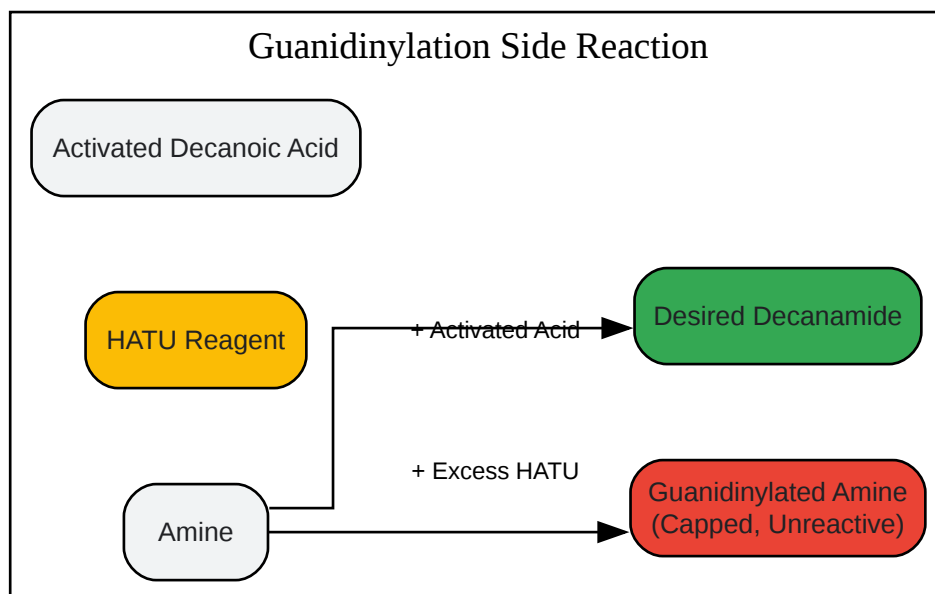 Guanidinylation Side Reaction
Activated Decanoic Acid
HATU Reagent
+ Activated Acid
Desired Decanamide
+ Excess HATU
Amine
Guanidinylated Amine
(Capped, Unreactive)